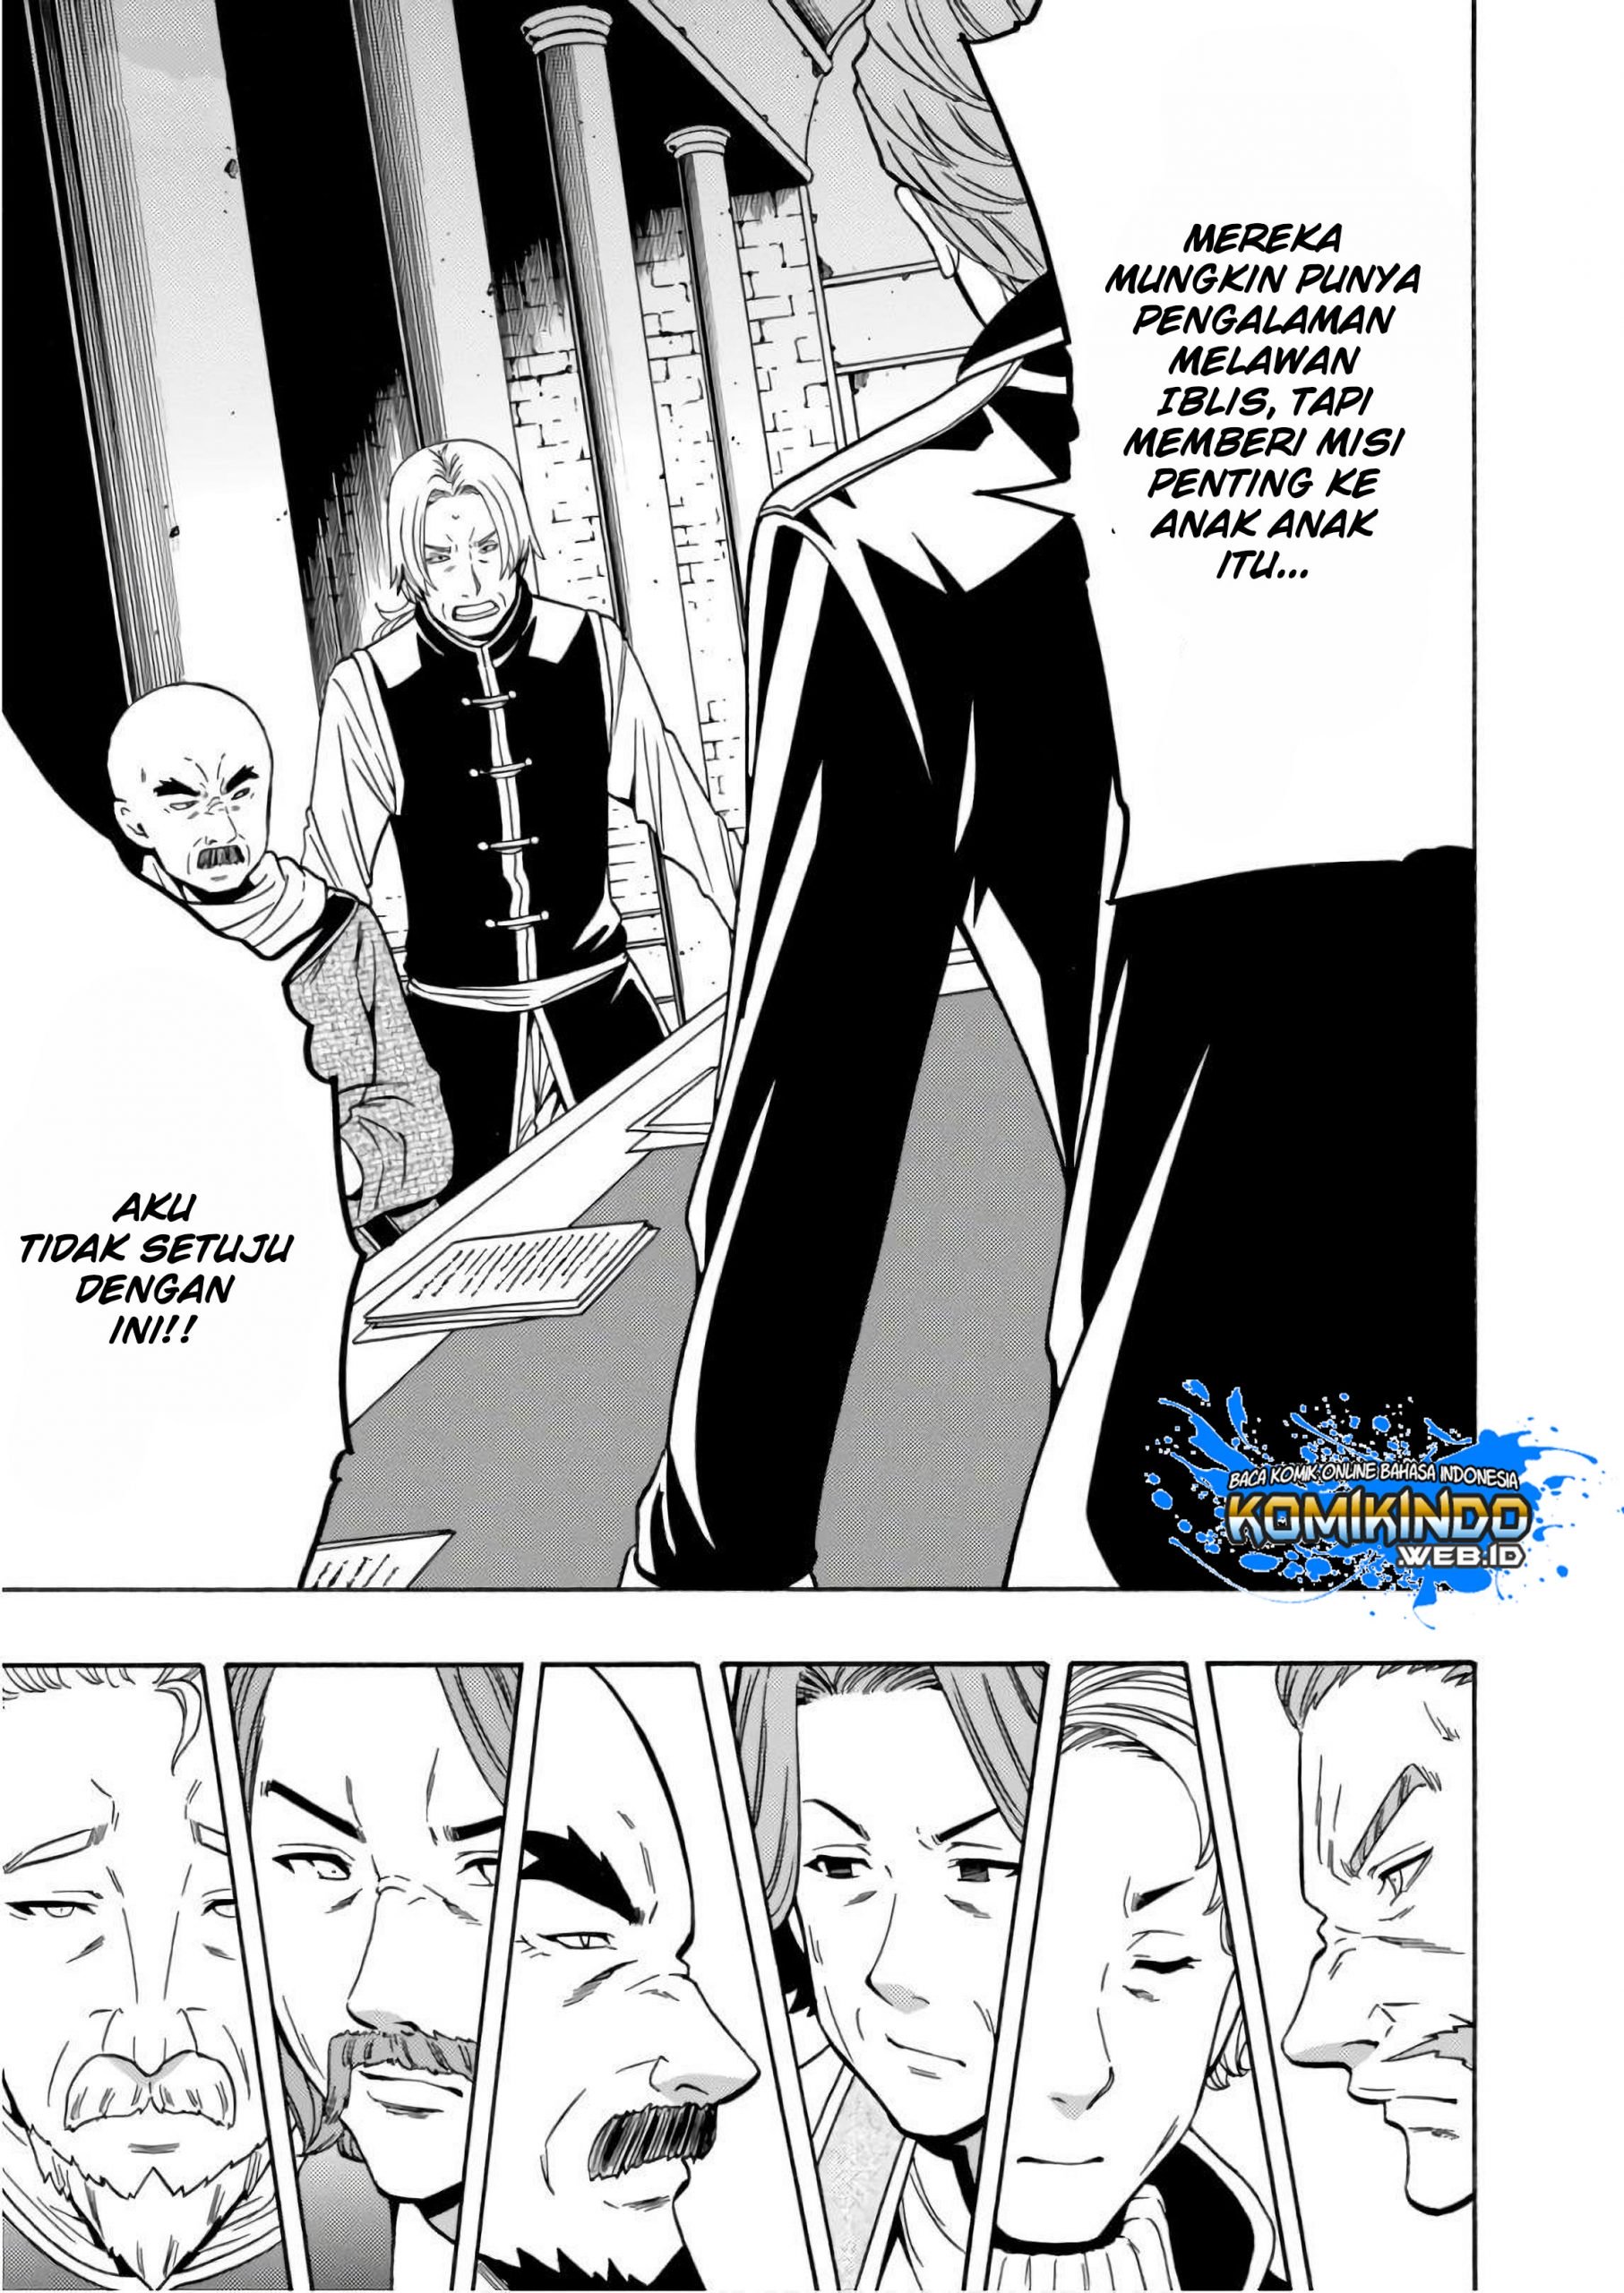 MEREKA
MUNGKIN PUNYA
PENGALAMAN
MELAWAN
IBLIS, TAPI
MEMBERI MISI
PENTING KE
ANAK ANAK
ITU...
AKU
TIDAK SETUJU
DENGAN
INI!!
BACA KOMIK ONLINE BAHASA INDONESIA
KOMIKINDO
.WEB.ID